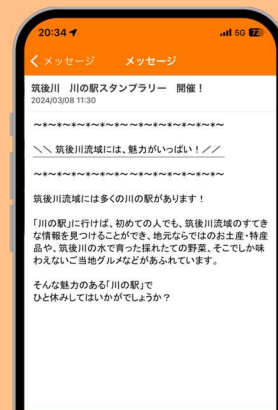 20:34
5G 72
メッセージ
メッセージ
筑後川　川の駅スタンプラリー　開催！
2024/03/08 11:30
～*～*～*～*～*～～*～*～*～*～*～
＼＼ 筑後川流域には、魅力がいっぱい！／／
～*～*～*～*～*～～*～*～*～*～*～
筑後川流域には多くの川の駅があります！
「川の駅」に行けば、初めての人でも、筑後川流域のすてき
な情報を見つけることができ、地元ならではのお土産・特産
品や、筑後川の水で育った採れたての野菜、そこでしか味
わえないご当地グルメなどがあふれています。
そんな魅力のある「川の駅」で
ひと休みしてはいかがでしょうか？